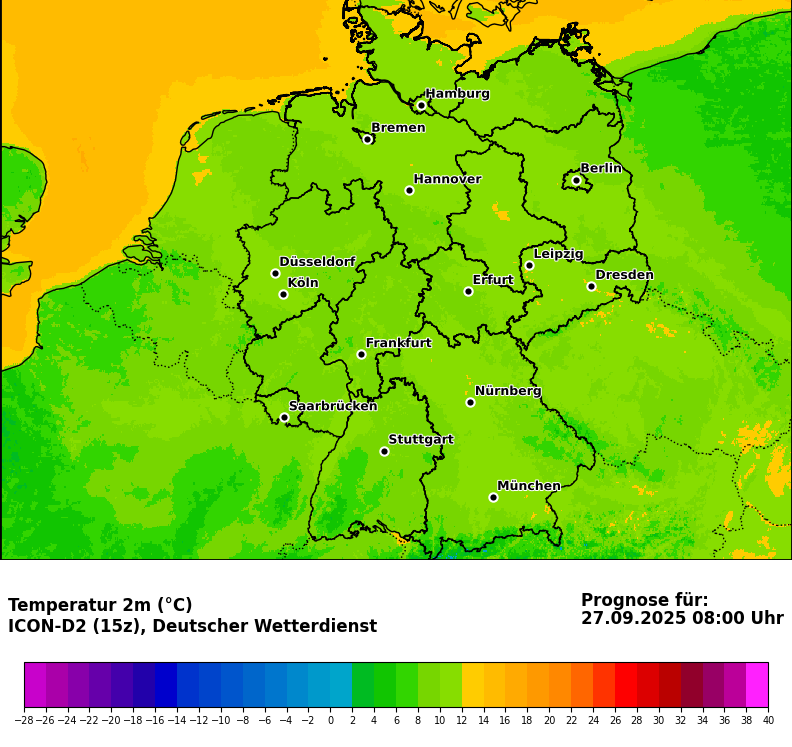 Hamburg
Bremen
Berlin
Hannover
Leipzig
Düsseldorf
Dresden
Köln
Erfurt
Frankfurt
Nürnberg
Saarbrücken
Stuttgart
München
Temperatur 2m (°C)
ICON-D2 (15z), Deutscher Wetterdienst
Prognose für:
27.09.2025 08:00 Uhr
−28 −26 −24 −22 −20 −18 −16 −14 −12 −10 −8 −6 −4 −2 0 2 4 6 8 10 12 14 16 18 20 22 24 26 28 30 32 34 36 38 40